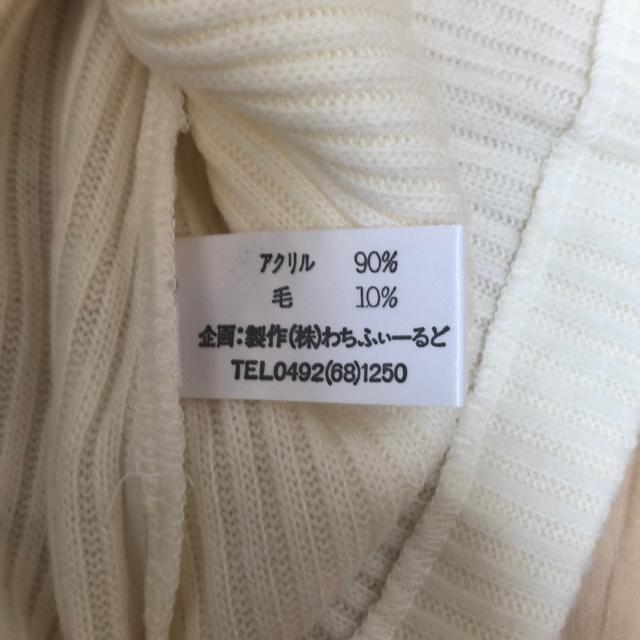 アクリル 90%
毛 10%
企画:製作(株)わちふぃーるど
TEL0492(68)1250